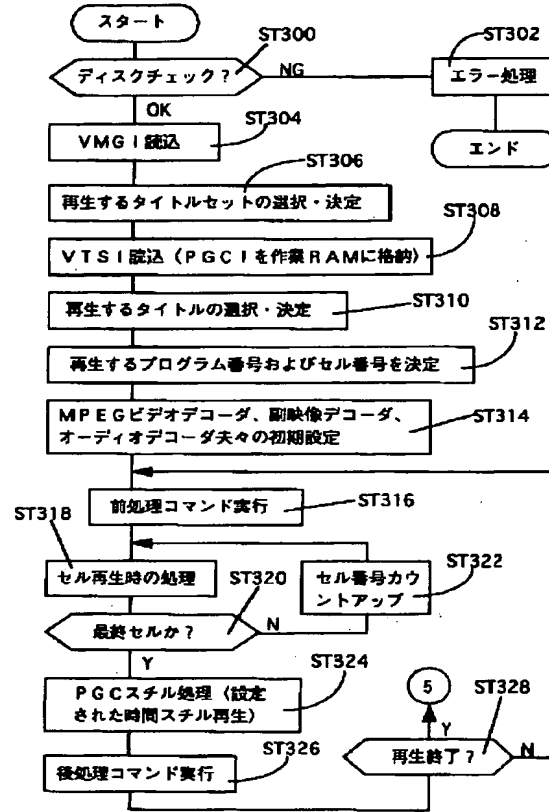 スタート
ST300
ディスクチェック?
NG
ST302
エラー処理
エンド
OK
ST304
VMGI読込
ST306
再生するタイトルセットの選択・決定
ST308
VTSI読込(PGCIを作業RAMに格納)
ST310
再生するタイトルの選択・決定
ST312
再生するプログラム番号およびセル番号を決定
MPEGビデオデコーダ、副映像デコーダ、
オーディオデコーダ夫々の初期設定
ST314
前処理コマンド実行
ST316
ST318
セル再生時の処理
ST320
セル番号カウ
ントアップ
ST322
最終セルか?
N
Y
ST324
PGCスチル処理(設定
された時間スチル再生)
5
ST328
Y
再生終了?
N
ST326
後処理コマンド実行